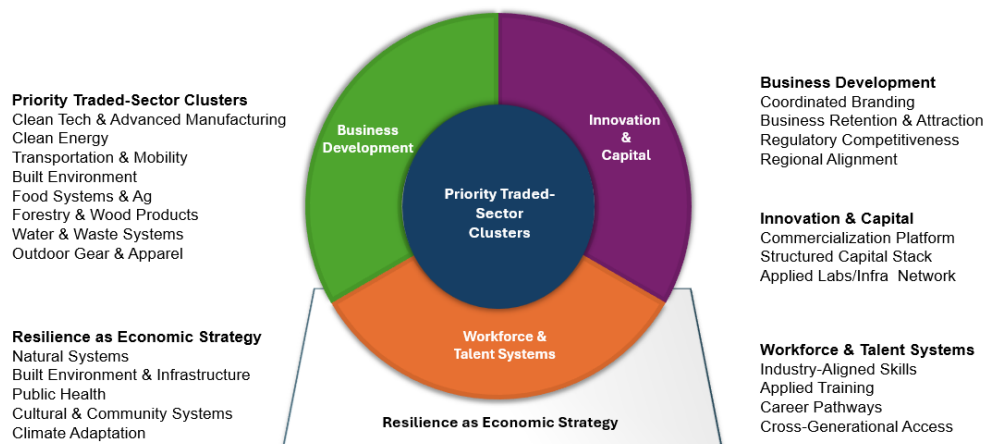 Priority Traded-Sector Clusters
Clean Tech & Advanced Manufacturing
Clean Energy
Transportation & Mobility
Built Environment
Food Systems & Ag
Forestry & Wood Products
Water & Waste Systems
Outdoor Gear & Apparel
Resilience as Economic Strategy
Natural Systems
Built Environment & Infrastructure
Public Health
Cultural & Community Systems
Climate Adaptation
Business
Development
Innovation
&
Capital
Priority Traded-
Sector
Clusters
Workforce &
Talent Systems
Resilience as Economic Strategy
Business Development
Coordinated Branding
Business Retention & Attraction
Regulatory Competitiveness
Regional Alignment
Innovation & Capital
Commercialization Platform
Structured Capital Stack
Applied Labs/Infra  Network
Workforce & Talent Systems
Industry-Aligned Skills
Applied Training
Career Pathways
Cross-Generational Access